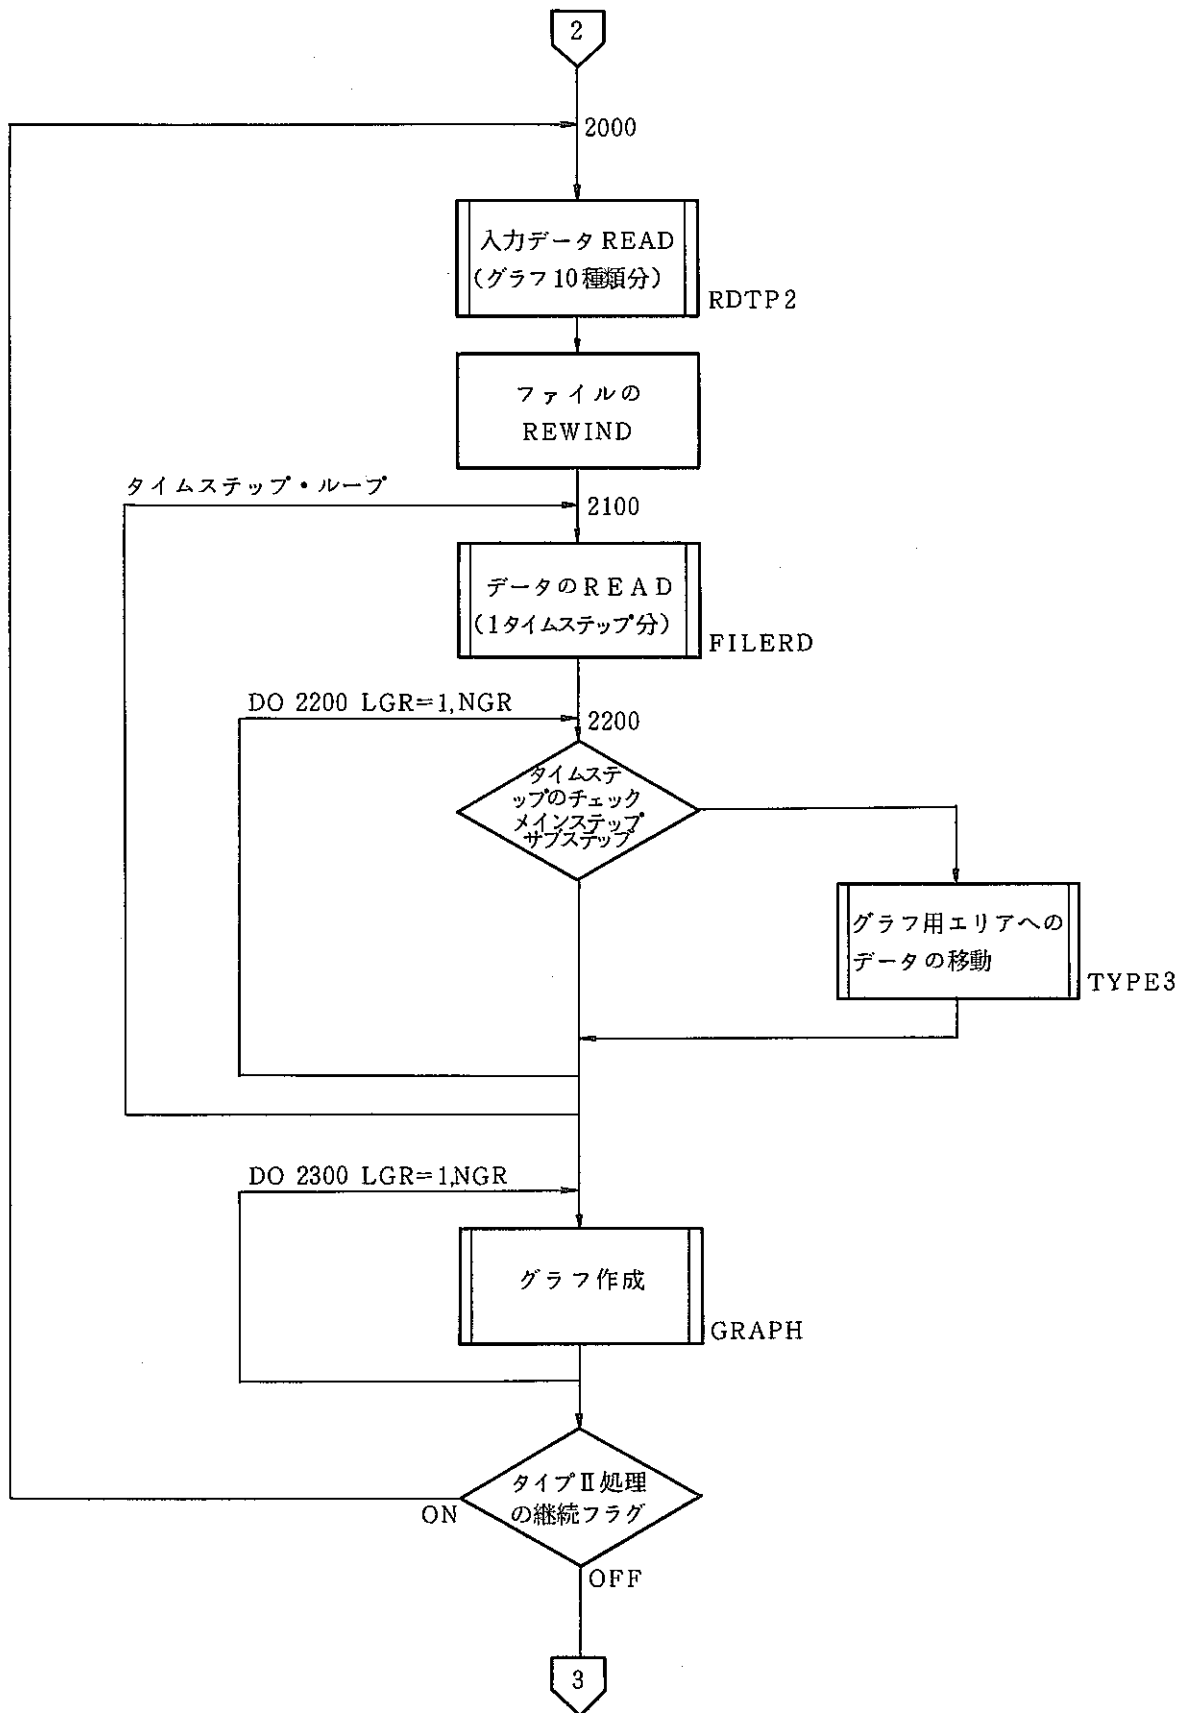 2
2000
入力データ READ
(グラフ10種類分)
RDTP2
ファイルの
REWIND
タイムステップ・ループ
2100
データのREAD
(1タイムステップ分)
FILERD
DO 2200 LGR=1,NGR
2200
タイムステ
ップのチェック
メインステップ
サブステップ
グラフ用エリアへの
データの移動
TYPE3
DO 2300 LGR=1,NGR
グラフ作成
GRAPH
タイプⅡ処理
の継続フラグ
ON
OFF
3